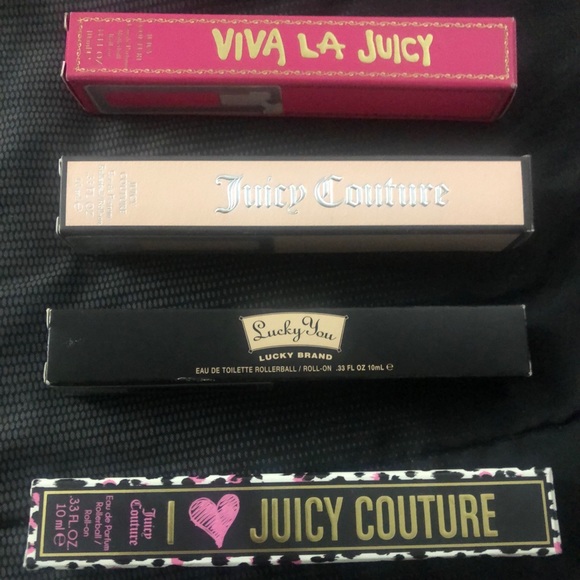 VIVA LA JUICY
Juicy Couture
Lucky You
LUCKY BRAND
EAU DE TOILETTE ROLLERBALL / ROLL-ON .33 FL OZ 10mL e
Juicy
Couture
Eau de Parfum
Rollerball /
Roll-on
.33 FL OZ
10 ml e
I
JUICY COUTURE